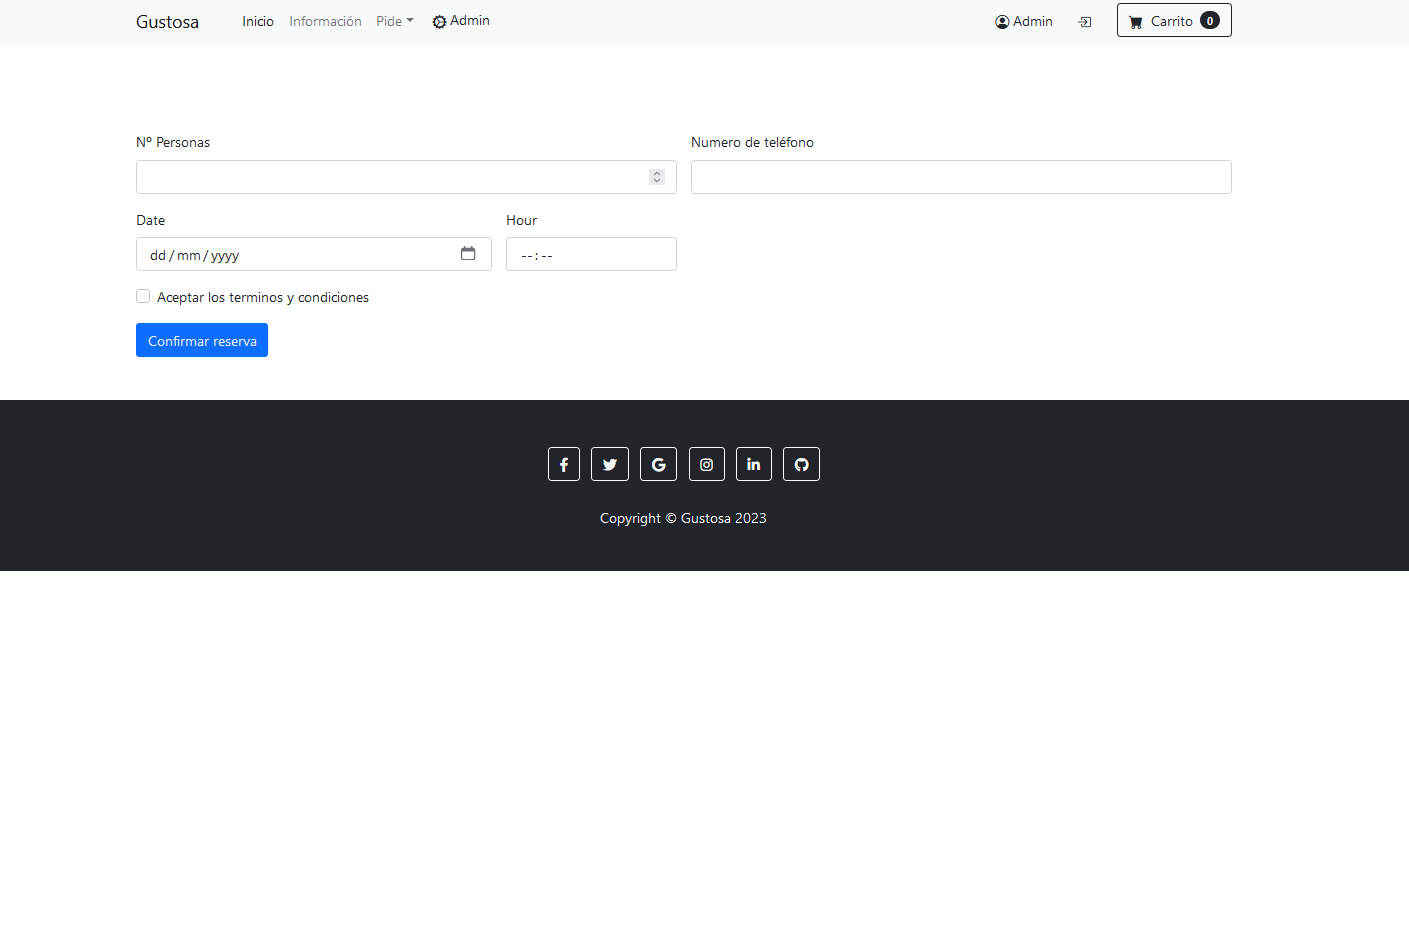 Gustosa Inicio Información Pide Admin Admin Carrito 0
Nº Personas Numero de teléfono
Date Hour
dd/mm/yyyy --:--
Aceptar los terminos y condiciones
Confirmar reserva
Copyright © Gustosa 2023